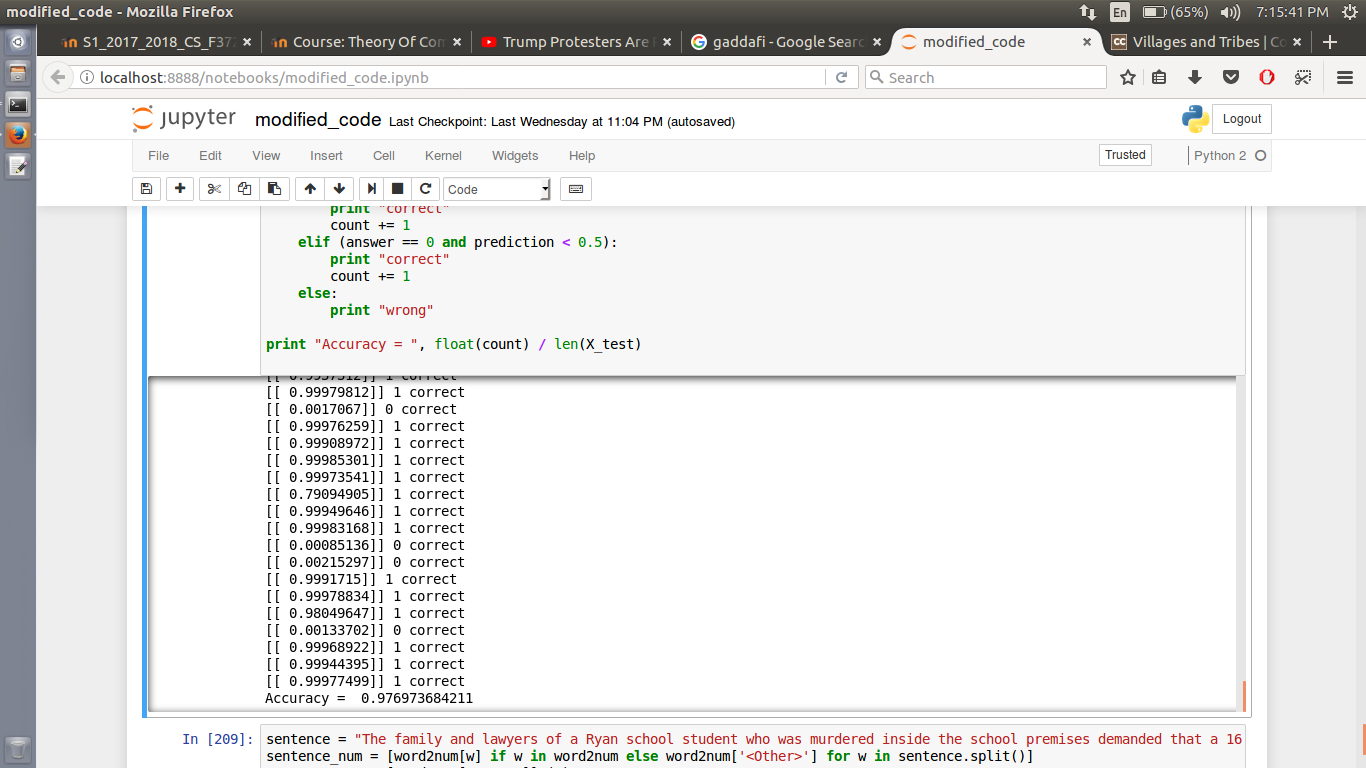 modified_code - Mozilla Firefox
En (65%) 7:15:41 PM
S1_2017_2018_CS_F37
Course: Theory Of Con
Trump Protesters Are
gaddafi - Google Searc
modified_code
Villages and Tribes | Co
localhost:8888/notebooks/modified_code.ipynb
Search
jupyter modified_code Last Checkpoint: Last Wednesday at 11:04 PM (autosaved)
Logout
File Edit View Insert Cell Kernel Widgets Help
Trusted Python 2
Code
print "correct"
count += 1
elif (answer == 0 and prediction < 0.5):
print "correct"
count += 1
else:
print "wrong"
print "Accuracy = ", float(count) / len(X_test)
1 correct
[[ 0.99979812]] 1 correct
[[ 0.0017067]] 0 correct
[[ 0.99976259]] 1 correct
[[ 0.99908972]] 1 correct
[[ 0.99985301]] 1 correct
[[ 0.99973541]] 1 correct
[[ 0.79094905]] 1 correct
[[ 0.99949646]] 1 correct
[[ 0.99983168]] 1 correct
[[ 0.00085136]] 0 correct
[[ 0.00215297]] 0 correct
[[ 0.9991715]] 1 correct
[[ 0.99978834]] 1 correct
[[ 0.98049647]] 1 correct
[[ 0.00133702]] 0 correct
[[ 0.99968922]] 1 correct
[[ 0.99944395]] 1 correct
[[ 0.99977499]] 1 correct
Accuracy =  0.976973684211
In [209]: sentence = "The family and lawyers of a Ryan school student who was murdered inside the school premises demanded that a 16
sentence_num = [word2num[w] if w in word2num else word2num['<Other>'] for w in sentence.split()]